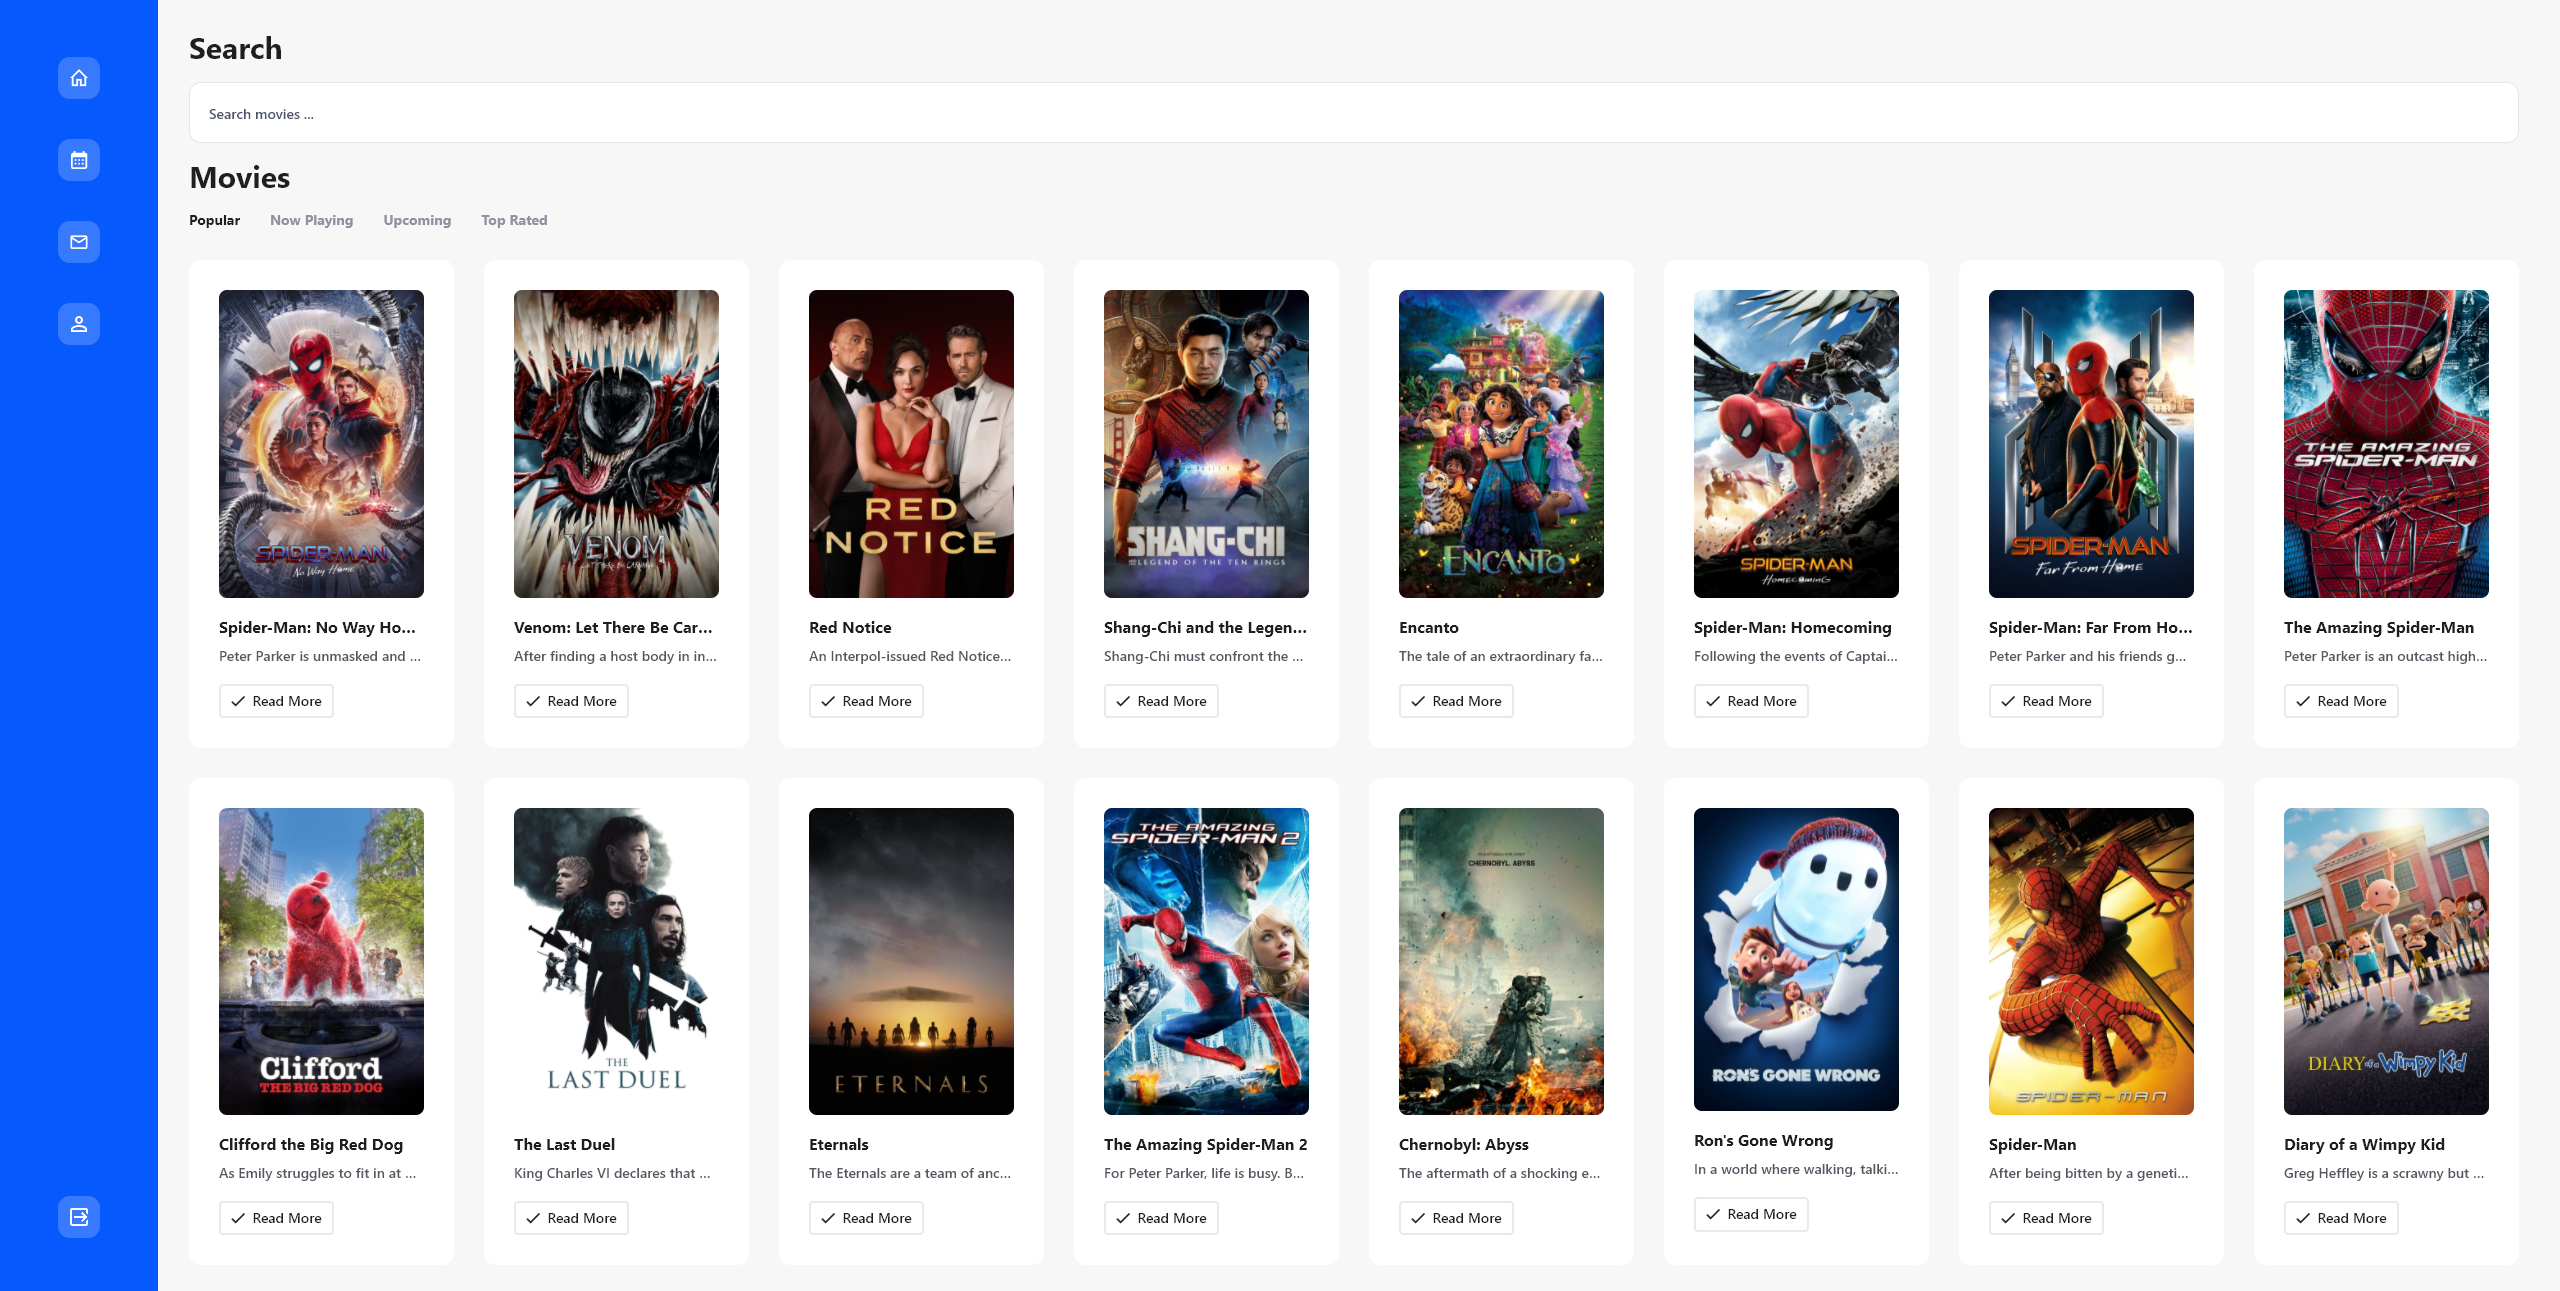 Search
Search movies ...
Movies
Popular Now Playing Upcoming Top Rated
SPIDER-MAN
No Way Home
VENOM
LET THERE BE CARNAGE
RED
NOTICE
SHANG-CHI
AND THE LEGEND OF THE TEN RINGS
ENCANTO
SPIDER-MAN
HOMECOMING
SPIDER-MAN
Far From Home
THE AMAZING
SPIDER-MAN
Spider-Man: No Way Ho...
Venom: Let There Be Car...
Red Notice
Shang-Chi and the Legen...
Encanto
Spider-Man: Homecoming
Spider-Man: Far From Ho...
The Amazing Spider-Man
Peter Parker is unmasked and ...
After finding a host body in in...
An Interpol-issued Red Notice...
Shang-Chi must confront the ...
The tale of an extraordinary fa...
Following the events of Captai...
Peter Parker and his friends g...
Peter Parker is an outcast high...
Read More
Read More
Read More
Read More
Read More
Read More
Read More
Read More
Clifford
THE BIG RED DOG
THE
LAST DUEL
ETERNALS
THE AMAZING
SPIDER-MAN 2
CHERNOBYL. ABYSS
RON'S GONE WRONG
SPIDER-MAN
DIARY of a Wimpy Kid
Clifford the Big Red Dog
The Last Duel
Eternals
The Amazing Spider-Man 2
Chernobyl: Abyss
Ron's Gone Wrong
Spider-Man
Diary of a Wimpy Kid
As Emily struggles to fit in at ...
King Charles VI declares that ...
The Eternals are a team of anc...
For Peter Parker, life is busy. B...
The aftermath of a shocking e...
In a world where walking, talki...
After being bitten by a geneti...
Greg Heffley is a scrawny but ...
Read More
Read More
Read More
Read More
Read More
Read More
Read More
Read More